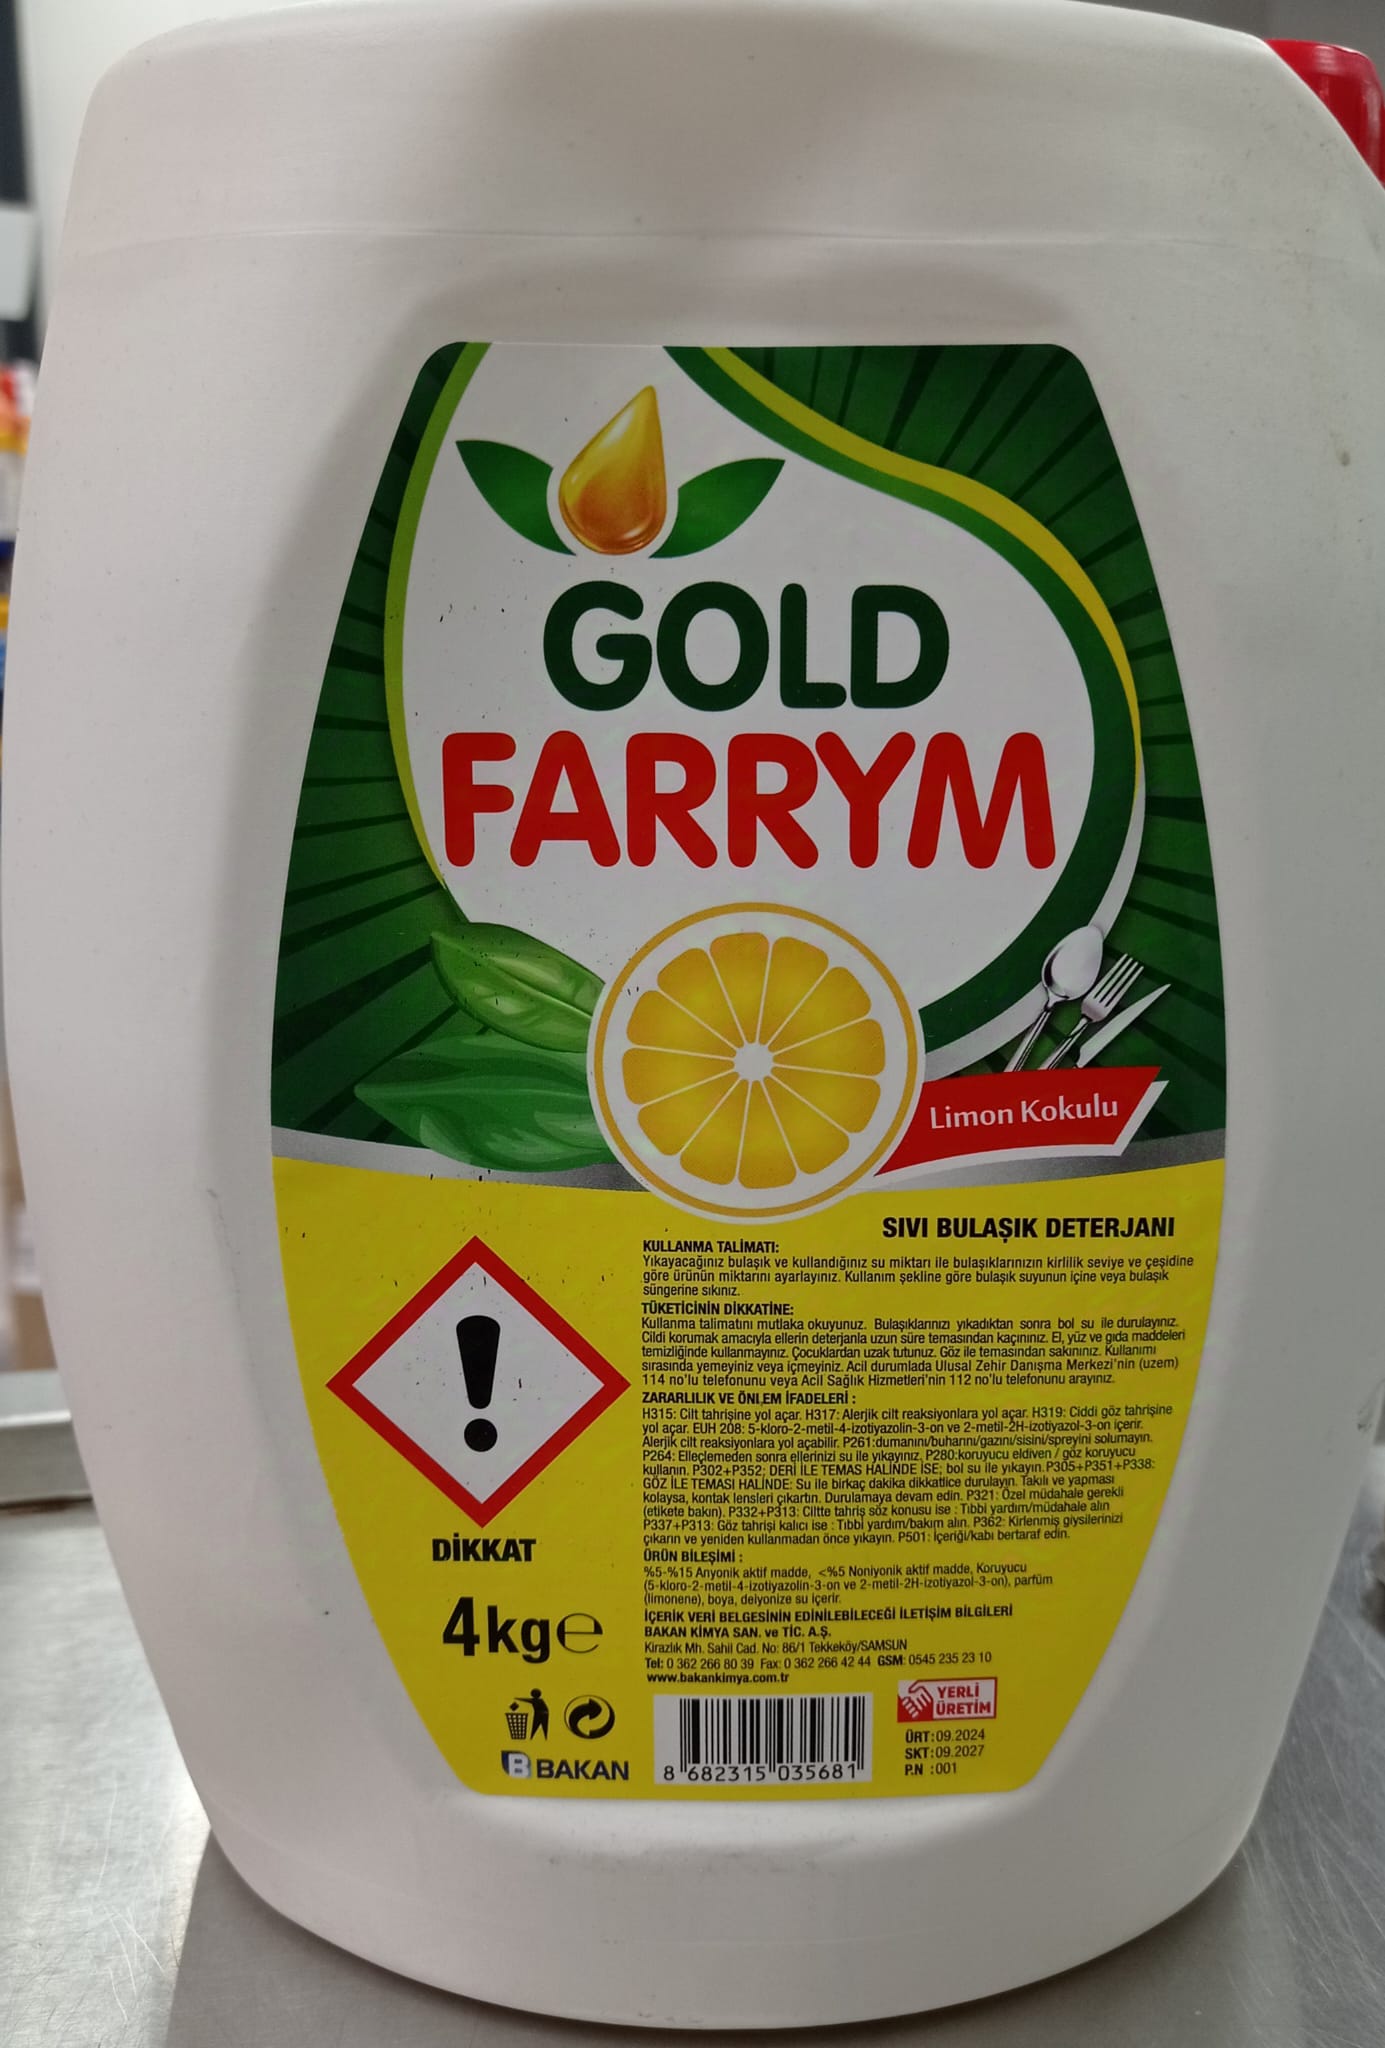 GOLD
FARRYM
Limon Kokulu
SIVI BULAŞIK DETERJANI
KULLANMA TALİMATI:
Yıkayacağınız bulaşık ve kullandığınız su miktarı ile bulaşıklarınızın kirlilik seviye ve çeşidine
göre ürünün miktarını ayarlayınız. Kullanım şekline göre bulaşık suyunun içine veya bulaşık
süngerine sıkınız.
TÜKETİCİNİN DİKKATİNE:
Kullanma talimatını mutlaka okuyunuz. Bulaşıklarınızı yıkadıktan sonra bol su ile durulayınız.
Cildi korumak amacıyla ellerin deterjanla uzun süre temasından kaçınınız. El, yüz ve gıda maddeleri
temizliğinde kullanmayınız. Çocuklardan uzak tutunuz. Göz ile temasından sakınınız. Kullanımı
sırasında yemeyiniz veya içmeyiniz. Acil durumlada Ulusal Zehir Danışma Merkezi'nin (uzem)
114 no'lu telefonunu veya Acil Sağlık Hizmetleri'nin 112 no'lu telefonunu arayınız.
ZARARLILIK VE ÖNLEM İFADELERİ :
H315: Cilt tahrişine yol açar. H317: Alerjik cilt reaksiyonlara yol açar. H319: Ciddi göz tahrişine
yol açar. EUH 208: 5-kloro-2-metil-4-izotiyazolin-3-on ve 2-metil-2H-izotiyazol-3-on içerir.
Alerjik cilt reaksiyonlara yol açabilir. P261:dumanını/buharını/gazını/sisini/spreyini solumayın.
P264: Elleçlemeden sonra ellerinizi su ile yıkayınız. P280:koruyucu eldiven / göz koruyucu
kullanın. P302+P352; DERİ İLE TEMAS HALİNDE İSE; bol su ile yıkayın.P305+P351+P338:
GÖZ İLE TEMASI HALİNDE: Su ile birkaç dakika dikkatlice durulayın. Takılı ve yapması
kolaysa, kontak lensleri çıkartın. Durulamaya devam edin. P321: Özel müdahale gerekli
(etikete bakın). P332+P313: Ciltte tahriş söz konusu ise : Tıbbi yardım/müdahale alın
P337+P313: Göz tahrişi kalıcı ise : Tıbbi yardım/bakım alın. P362: Kirlenmiş giysilerinizi
çıkarın ve yeniden kullanmadan önce yıkayın. P501: İçeriği/kabı bertaraf edin.
ÜRÜN BİLEŞİMİ :
%5-%15 Anyonik aktif madde, <%5 Noniyonik aktif madde, Koruyucu
(5-kloro-2-metil-4-izotiyazolin-3-on ve 2-metil-2H-izotiyazol-3-on), parfüm
(limonene), boya, deiyonize su içerir.
İÇERİK VERİ BELGESİNİN EDİNİLEBİLECEĞİ İLETİŞİM BİLGİLERİ
BAKAN KİMYA SAN. ve TİC. A.Ş.
Kirazlık Mh. Sahil Cad. No: 86/1 Tekkeköy/SAMSUN
Tel: 0 362 266 80 39 Fax: 0 362 266 42 44 GSM: 0545 235 23 10
www.bakankimya.com.tr
DİKKAT
4kg e
BAKAN
8 682315 035681
YERLİ
ÜRETİM
ÜRT:09.2024
SKT:09.2027
P.N :001